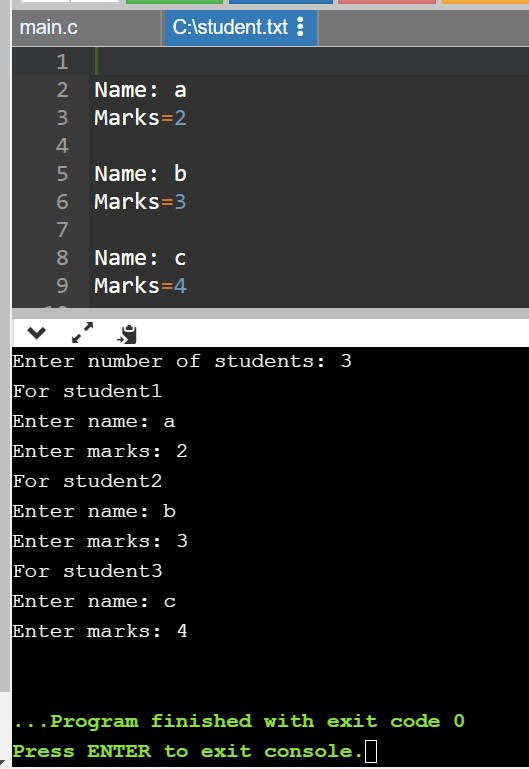 main.c C:\student.txt
1
2 Name: a
3 Marks=2
4
5 Name: b
6 Marks=3
7
8 Name: c
9 Marks=4
Enter number of students: 3
For student1
Enter name: a
Enter marks: 2
For student2
Enter name: b
Enter marks: 3
For student3
Enter name: c
Enter marks: 4
...Program finished with exit code 0
Press ENTER to exit console.